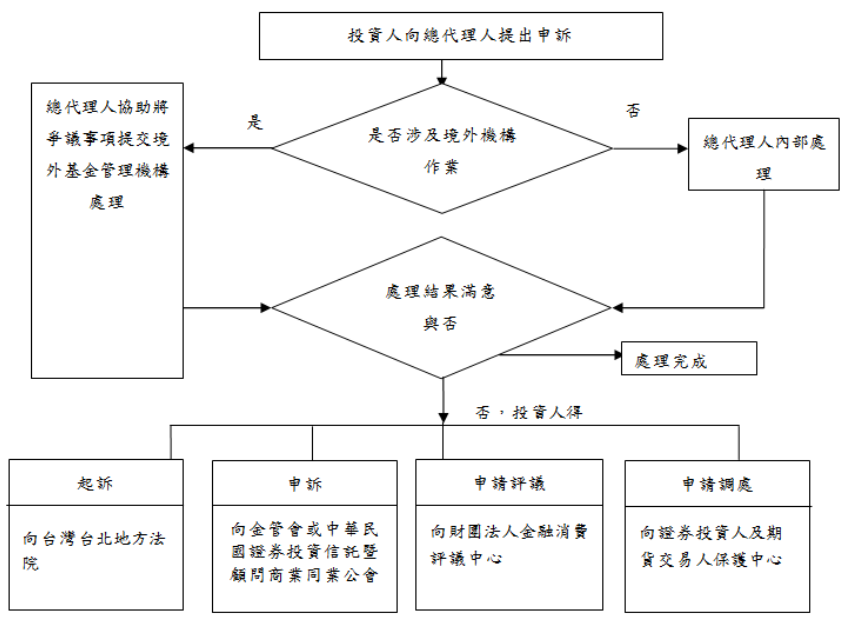 投資人向總代理人提出申訴
總代理人協助將
爭議事項提交境
外基金管理機構
處理
是
是否涉及境外機構
作業
否
總代理人內部處
理
處理結果滿意
與否
處理完成
否，投資人得
起訴
向台灣台北地方法
院
申訴
向金管會或中華民
國證券投資信託暨
顧問商業同業公會
申請評議
向財團法人金融消費
評議中心
申請調處
向證券投資人及期
貨交易人保護中心